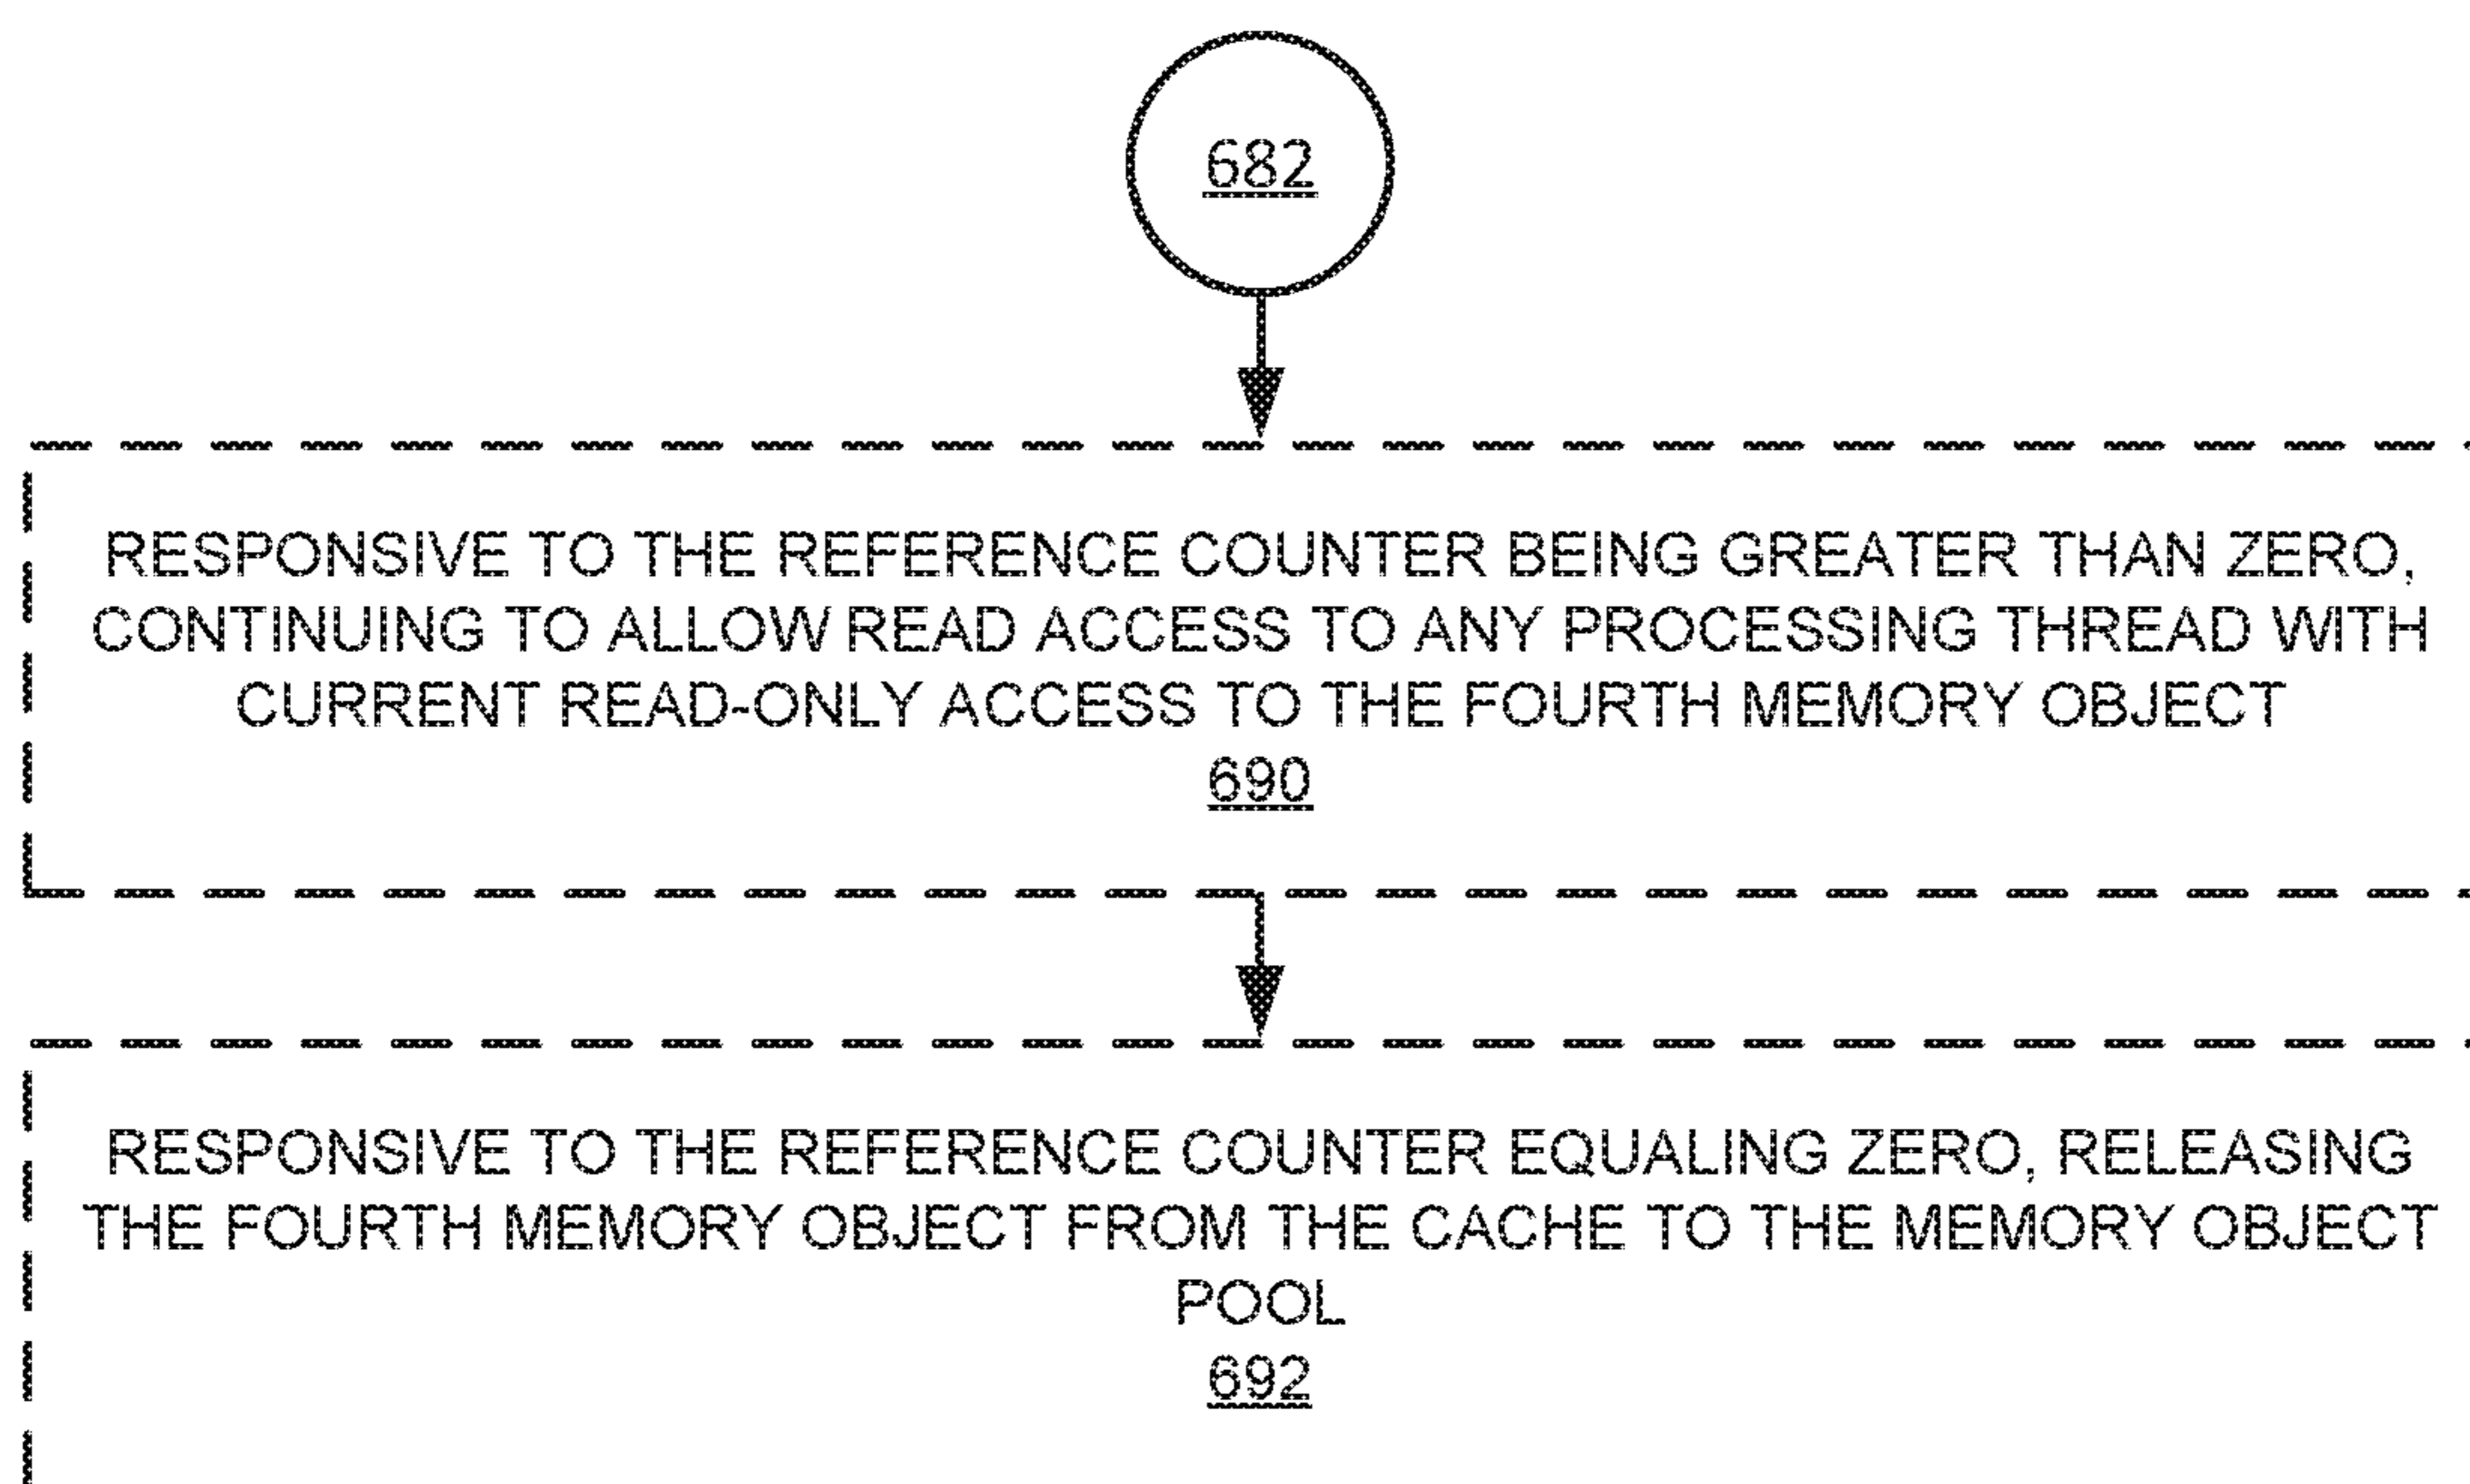 682
RESPONSIVE TO THE REFERENCE COUNTER BEING GREATER THAN ZERO,
CONTINUING TO ALLOW READ ACCESS TO ANY PROCESSING THREAD WITH
CURRENT READ-ONLY ACCESS TO THE FOURTH MEMORY OBJECT
690
RESPONSIVE TO THE REFERENCE COUNTER EQUALING ZERO, RELEASING
THE FOURTH MEMORY OBJECT FROM THE CACHE TO THE MEMORY OBJECT
POOL
692